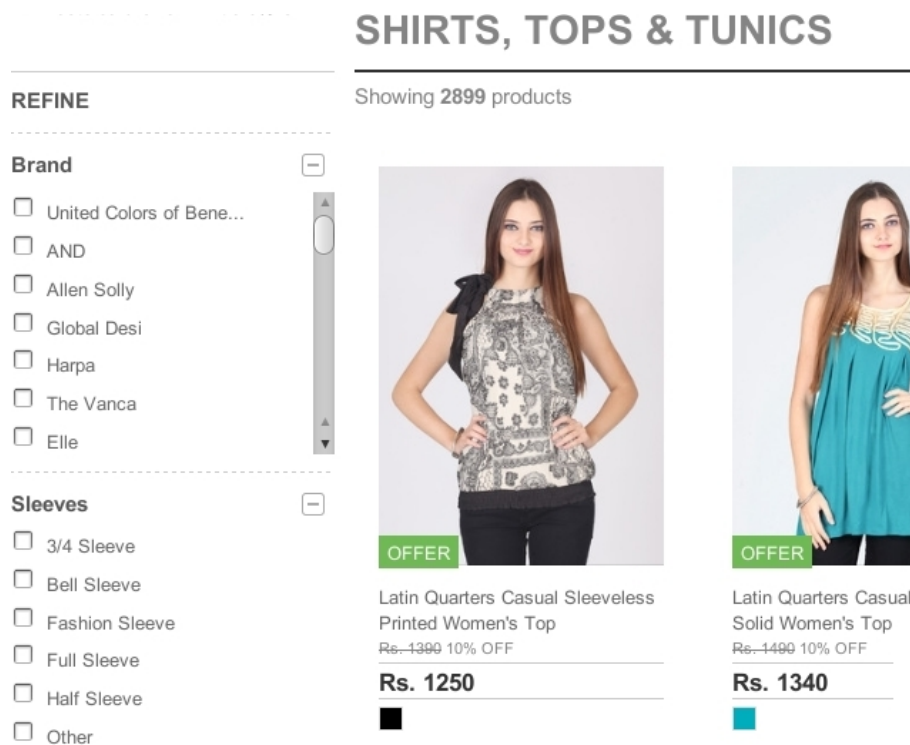 SHIRTS, TOPS & TUNICS
Showing 2899 products
REFINE
Brand
United Colors of Bene...
AND
Allen Solly
Global Desi
Harpa
The Vanca
Elle
Sleeves
3/4 Sleeve
Bell Sleeve
Fashion Sleeve
Full Sleeve
Half Sleeve
Other
OFFER
Latin Quarters Casual Sleeveless
Printed Women's Top
Rs. 1390 10% OFF
Rs. 1250
OFFER
Latin Quarters Casual
Solid Women's Top
Rs. 1490 10% OFF
Rs. 1340